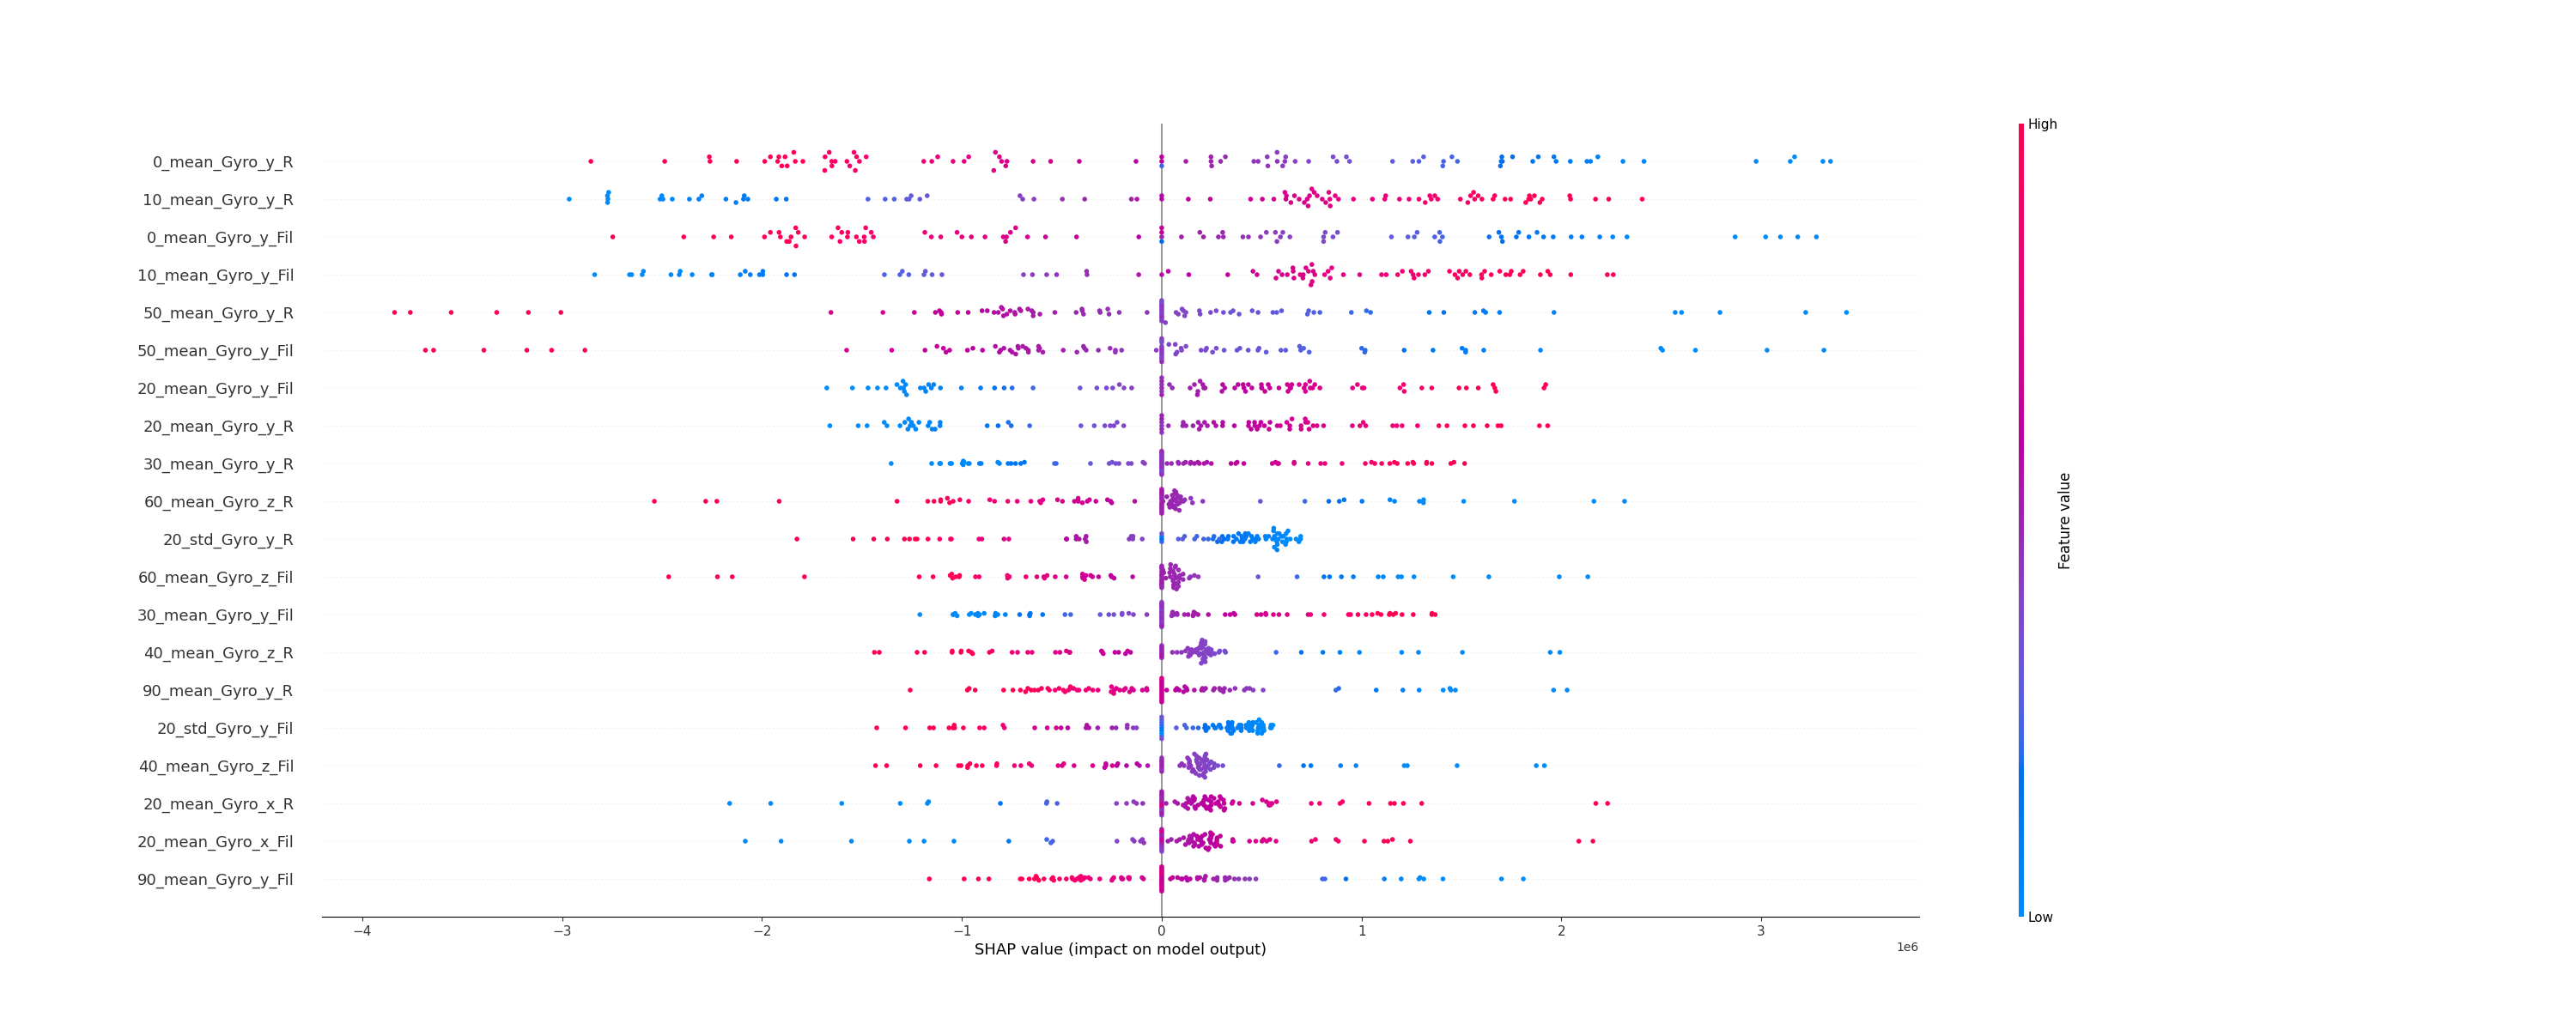 High
0_mean_Gyro_y_R
10_mean_Gyro_y_R
0_mean_Gyro_y_Fil
10_mean_Gyro_y_Fil
50_mean_Gyro_y_R
50_mean_Gyro_y_Fil
20_mean_Gyro_y_Fil
20_mean_Gyro_y_R
30_mean_Gyro_y_R
60_mean_Gyro_z_R
20_std_Gyro_y_R
60_mean_Gyro_z_Fil
30_mean_Gyro_y_Fil
40_mean_Gyro_z_R
90_mean_Gyro_y_R
20_std_Gyro_y_Fil
40_mean_Gyro_z_Fil
20_mean_Gyro_x_R
20_mean_Gyro_x_Fil
90_mean_Gyro_y_Fil
Feature value
Low
−4 −3 −2 −1 0 1 2 3
1e6
SHAP value (impact on model output)